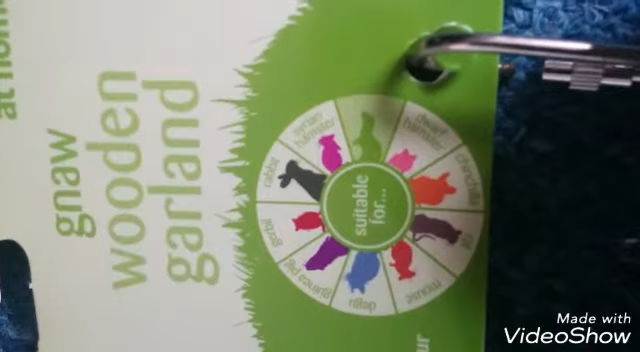 at hom
gnaw
wooden
garland
suitable
for...
syrian
hamster
dwarf
hamster
chinchilla
rat
mouse
degu
guinea pig
gerbil
rabbit
ur
Made with
VideoShow